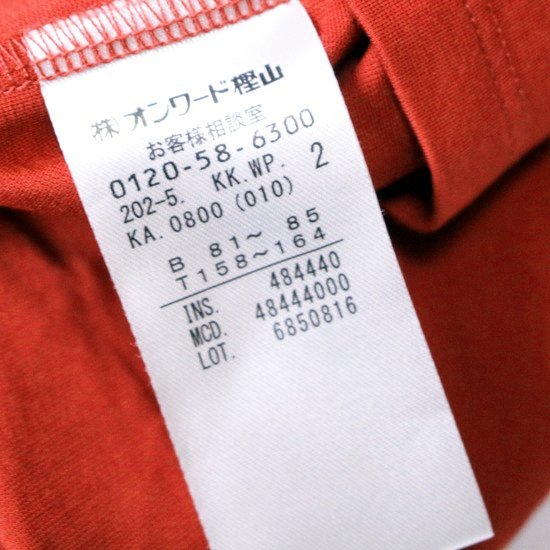 ㈱オンワード樫山
お客様相談室
0120-58-6300
202-5. KK.WP. 2
KA.0800 (010)
B 81〜 85
T158〜164
INS. 484440
MCD. 48444000
LOT. 6850816